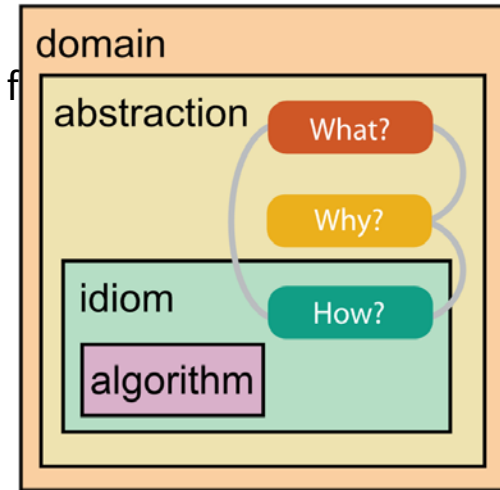 domain
f
abstraction
What?
Why?
idiom
How?
algorithm